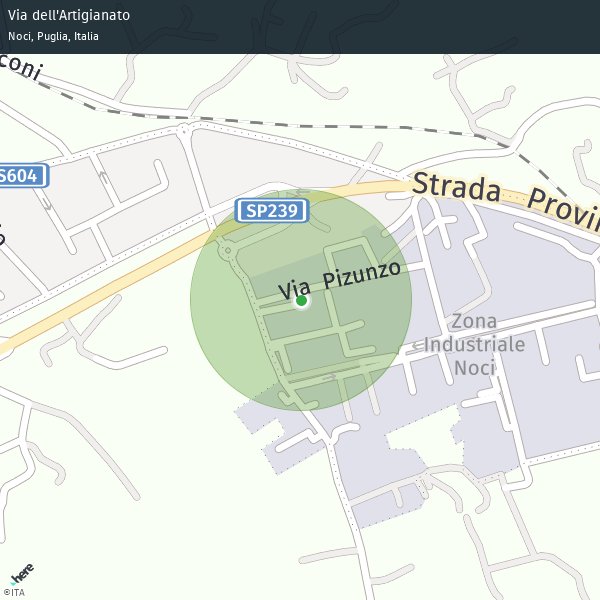 Via dell'Artigianato
Noci, Puglia, Italia
coni
S604
SP239
Strada Provin
Via Pizunzo
Zona
Industriale
Noci
here
©ITA